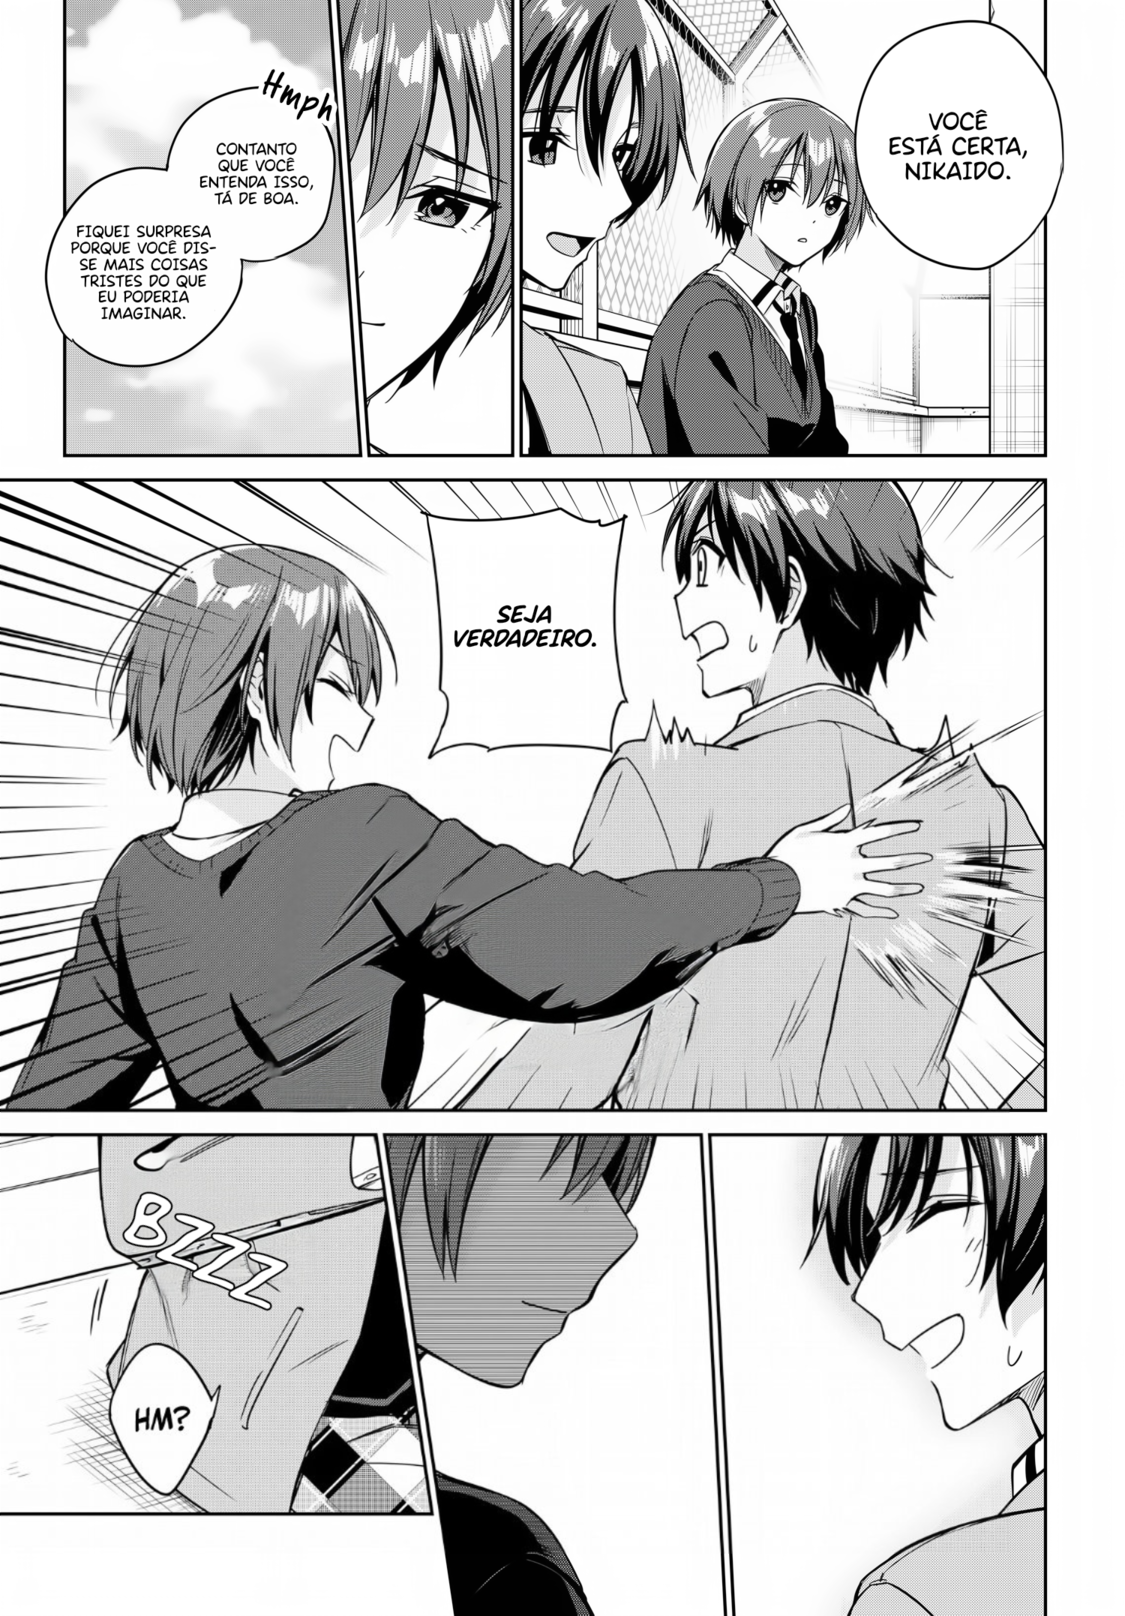 VOCÊ
ESTÁ CERTA,
NIKAIDO.
Hmph
CONTANTO
QUE VOCÊ
ENTENDA ISSO,
TÁ DE BOA.
FIQUEI SURPRESA
PORQUE VOCÊ DIS-
SE MAIS COISAS
TRISTES DO QUE
EU PODERIA
IMAGINAR.
SEJA
VERDADEIRO.
BZZZ
HM?